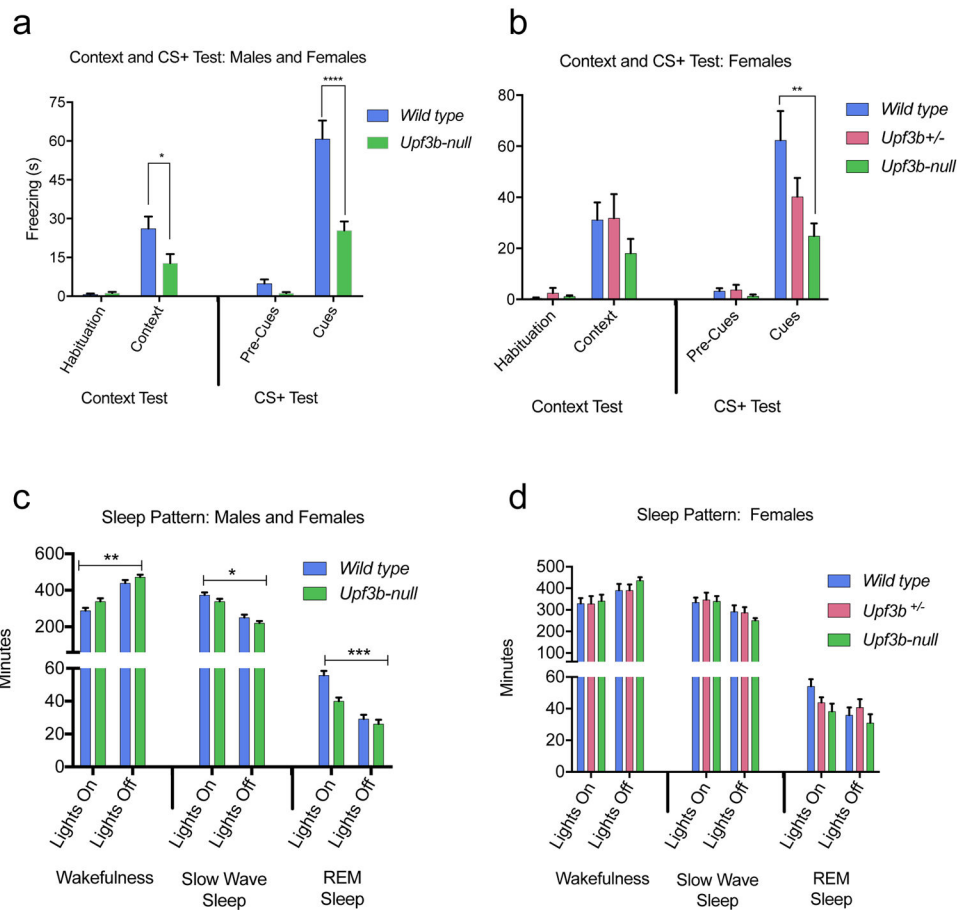 a
Context and CS+ Test: Males and Females
Freezing (s)
75
60
45
30
15
0
*
****
Wild type
Upf3b-null
Habituation
Context
Pre-Cues
Cues
Context Test
CS+ Test
b
Context and CS+ Test: Females
80
60
40
20
0
**
Wild type
Upf3b+/-
Upf3b-null
Habituation
Context
Pre-Cues
Cues
Context Test
CS+ Test
c
Sleep Pattern: Males and Females
Minutes
600
400
200
60
40
20
0
**
*
***
Wild type
Upf3b-null
Lights On
Lights Off
Lights On
Lights Off
Lights On
Lights Off
Wakefulness
Slow Wave
Sleep
REM
Sleep
d
Sleep Pattern: Females
Minutes
500
400
300
200
100
60
40
20
0
Wild type
Upf3b +/-
Upf3b-null
Lights On
Lights Off
Lights On
Lights Off
Lights On
Lights Off
Wakefulness
Slow Wave
Sleep
REM
Sleep